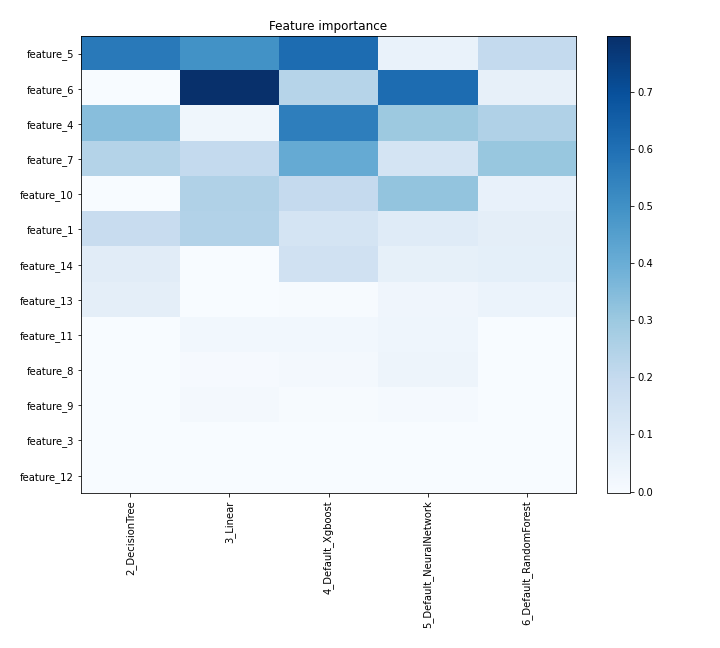 Feature importance
feature_5
feature_6
feature_4
feature_7
feature_10
feature_1
feature_14
feature_13
feature_11
feature_8
feature_9
feature_3
feature_12
2_DecisionTree
3_Linear
4_Default_Xgboost
5_Default_NeuralNetwork
6_Default_RandomForest
0.7
0.6
0.5
0.4
0.3
0.2
0.1
0.0